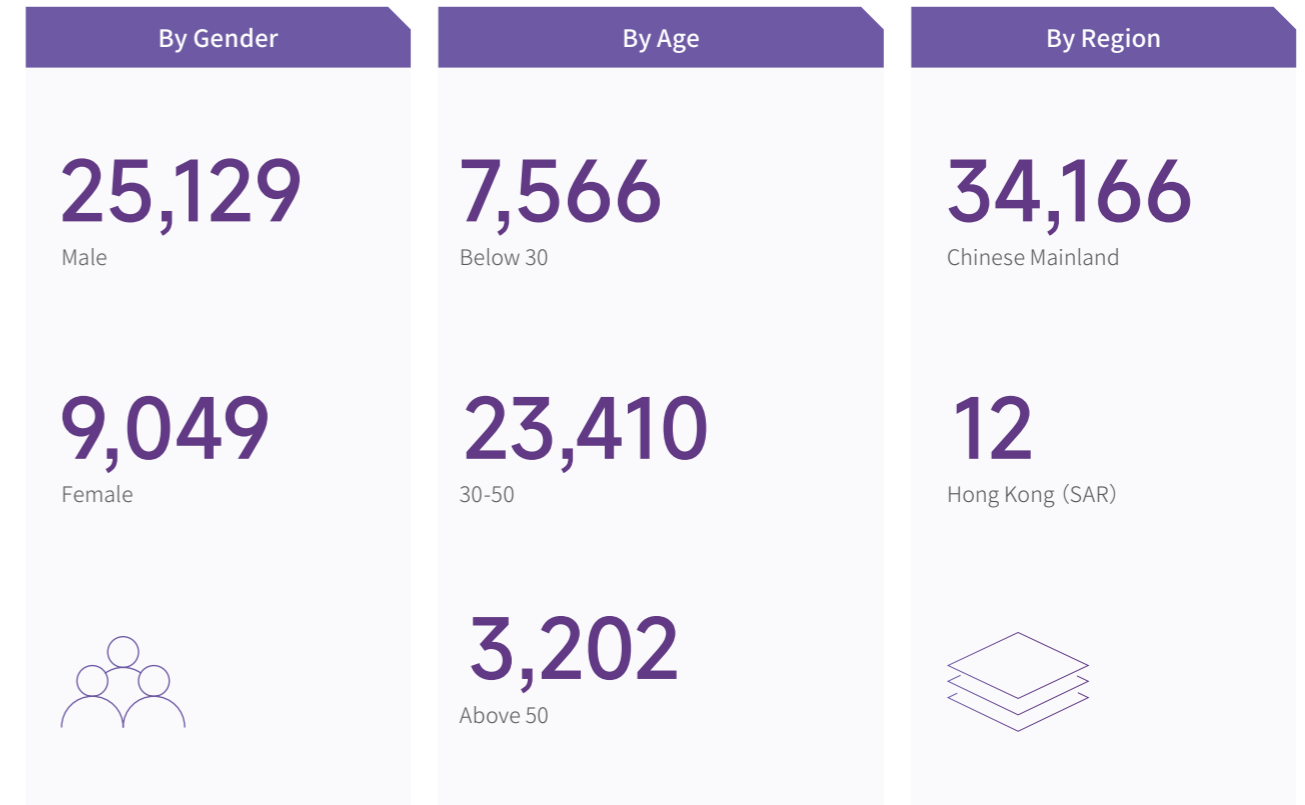 By Gender
25,129
Male
9,049
Female
By Age
7,566
Below 30
23,410
30-50
3,202
Above 50
By Region
34,166
Chinese Mainland
12
Hong Kong（SAR）